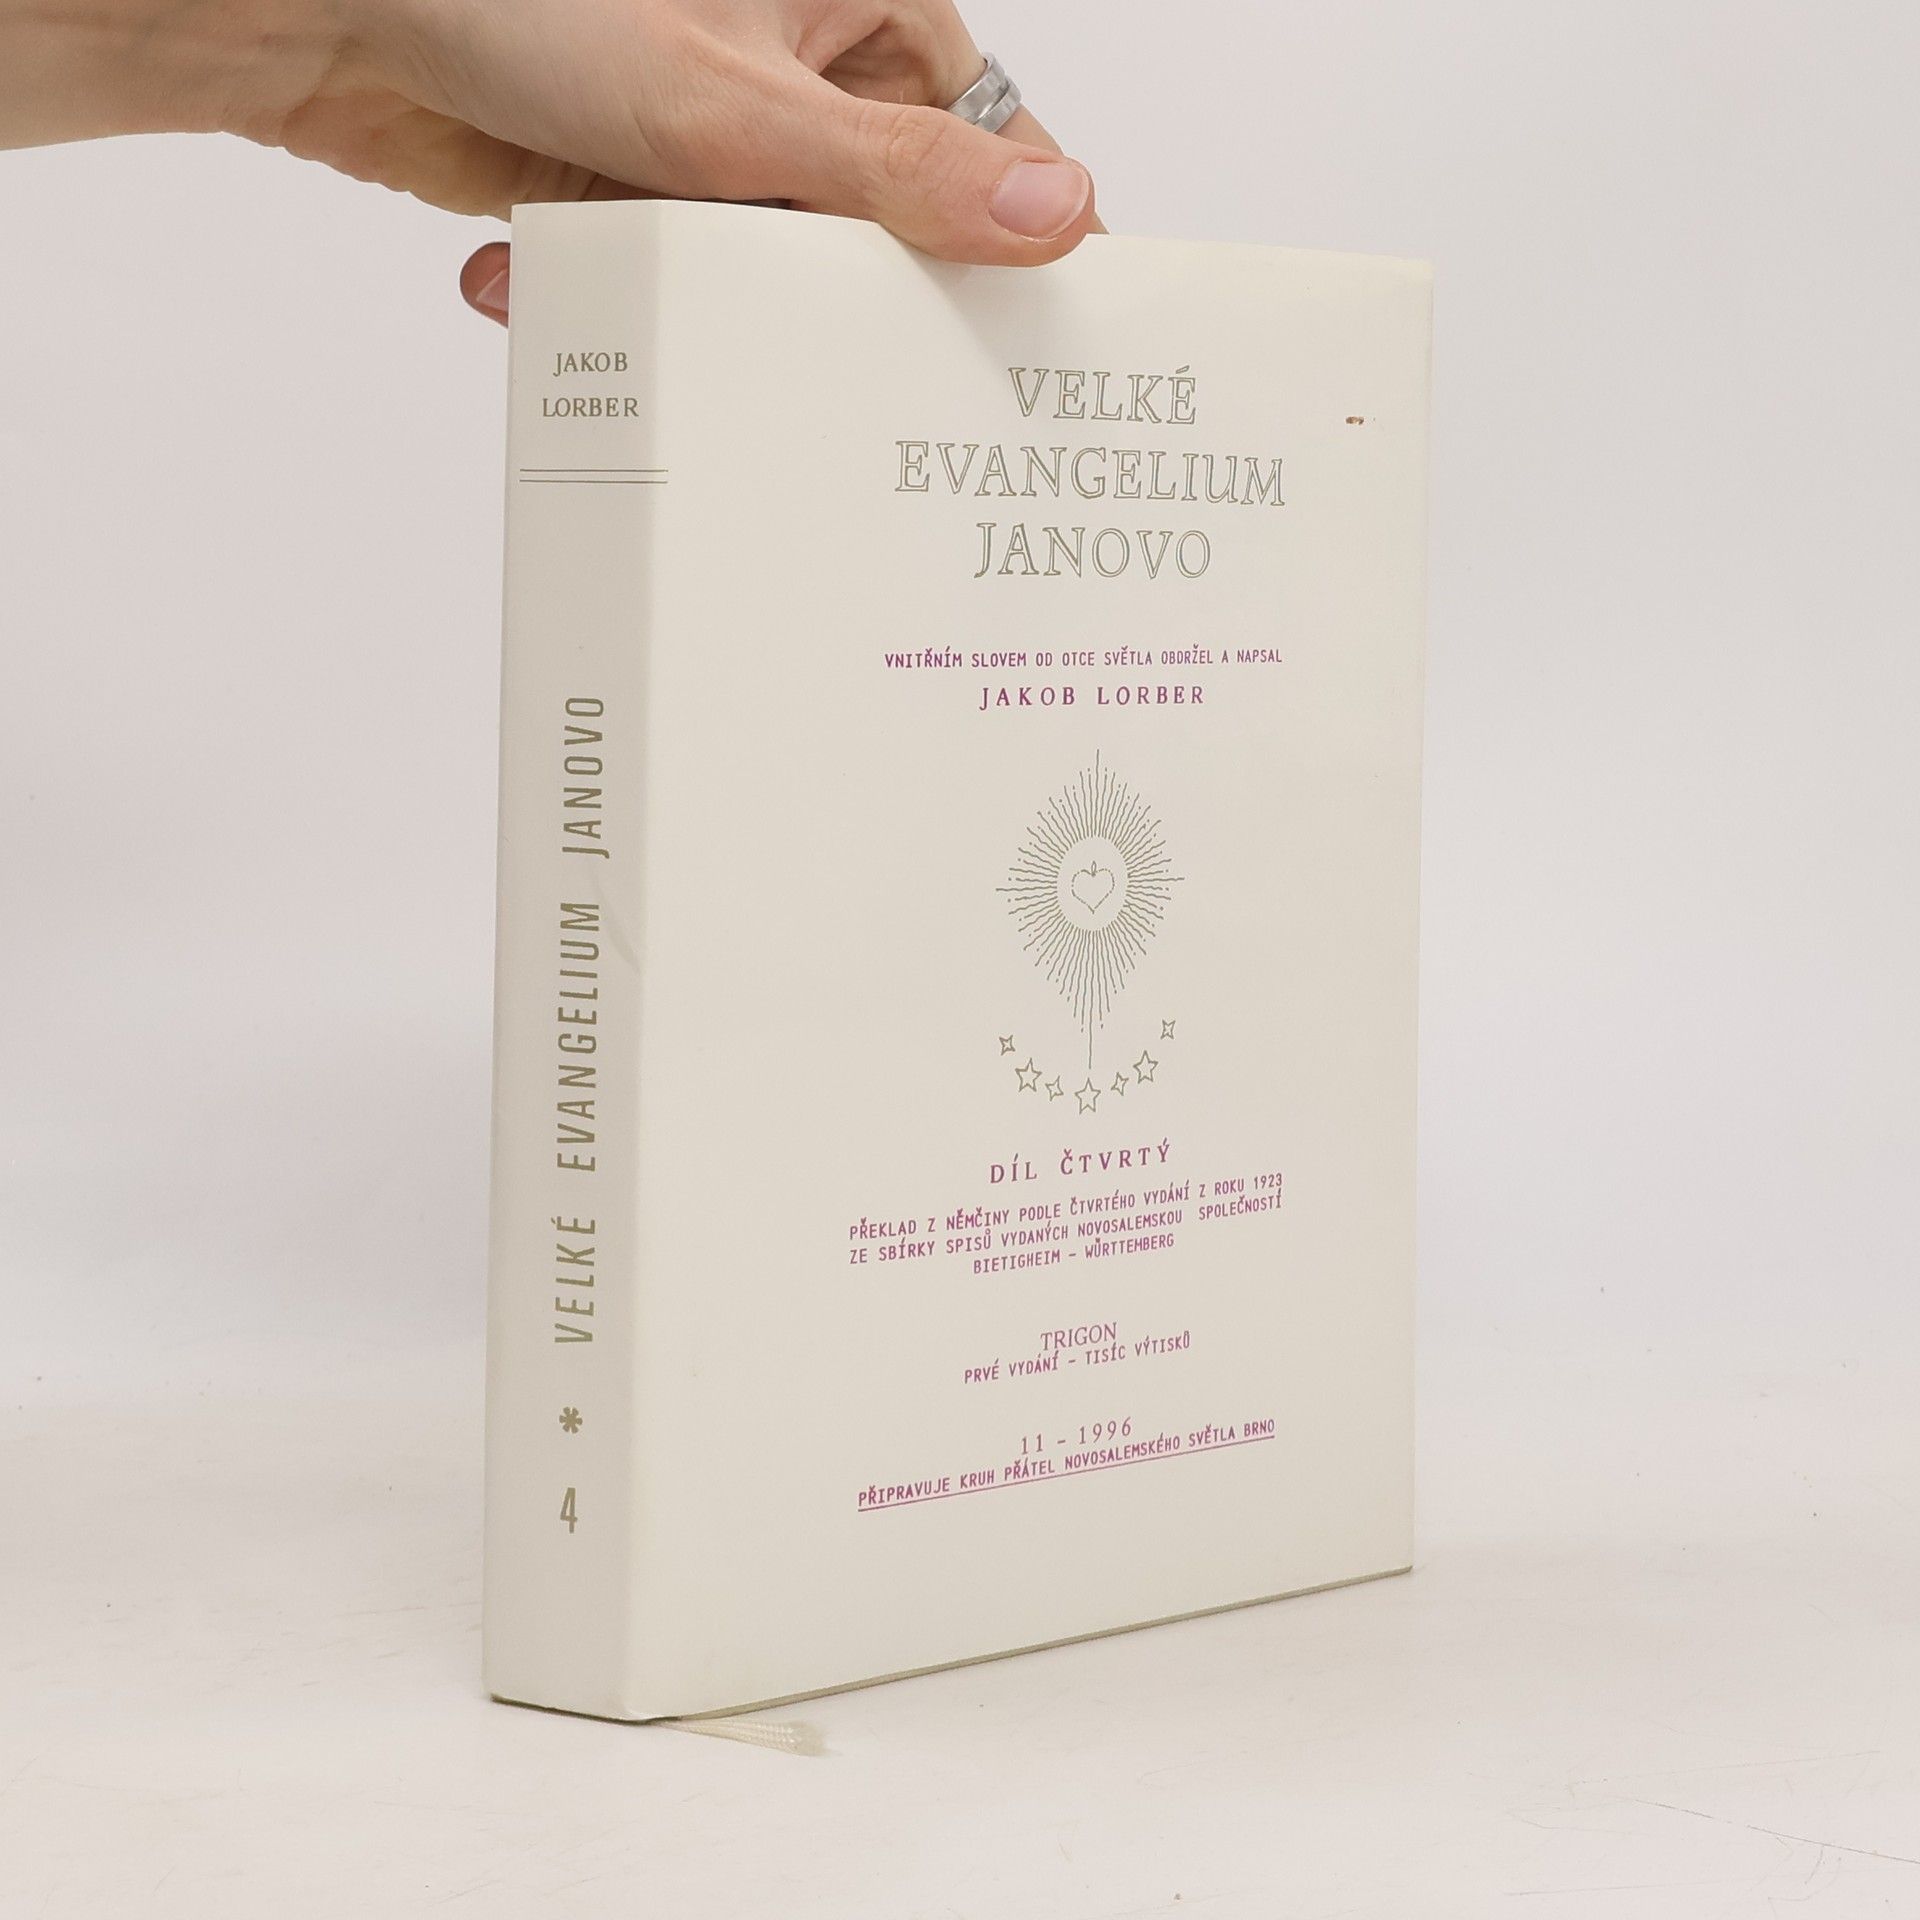 JAKOB
LORBER
VELKÉ EVANGELIUM JANOVO
*
4
VELKÉ
EVANGELIUM
JANOVO
VNITŘNÍM SLOVEM OD OTCE SVĚTLA OBDRŽEL A NAPSAL
JAKOB LORBER
DÍL ČTVRTÝ
PŘEKLAD Z NĚMČINY PODLE ČTVRTÉHO VYDÁNÍ Z ROKU 1923
ZE SBÍRKY SPISŮ VYDANÝCH NOVOSALEMSKOU SPOLEČNOSTÍ
BIETIGHEIM - WÜRTTEMBERG
TRIGON
PRVÉ VYDÁNÍ - TISÍC VÝTISKŮ
11 - 1996
PŘIPRAVUJE KRUH PŘÁTEL NOVOSALEMSKÉHO SVĚTLA BRNO